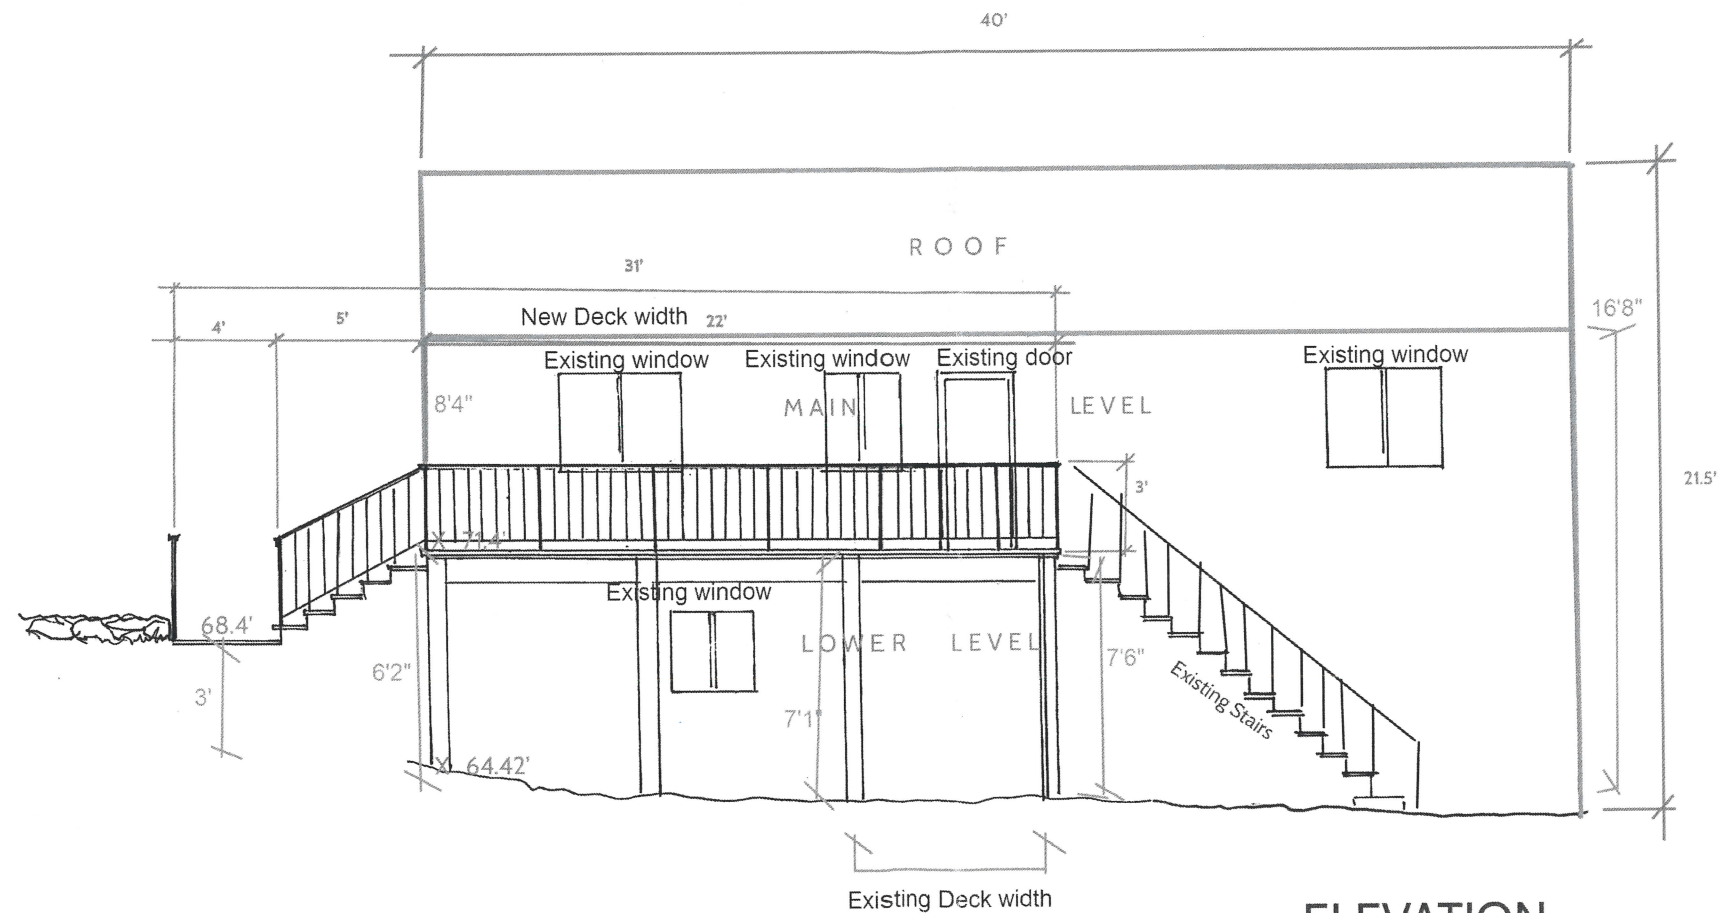 40'
ROOF
31'
16'8"
4'
5'
New Deck width
22'
Existing window
Existing window
Existing door
Existing window
8'4"
MAIN LEVEL
3'
21.5'
X 71.4'
Existing window
68.4'
LOWER LEVEL
6'2"
7'6"
Existing Stairs
3'
7'1"
X 64.42'
Existing Deck width
ELEVATION